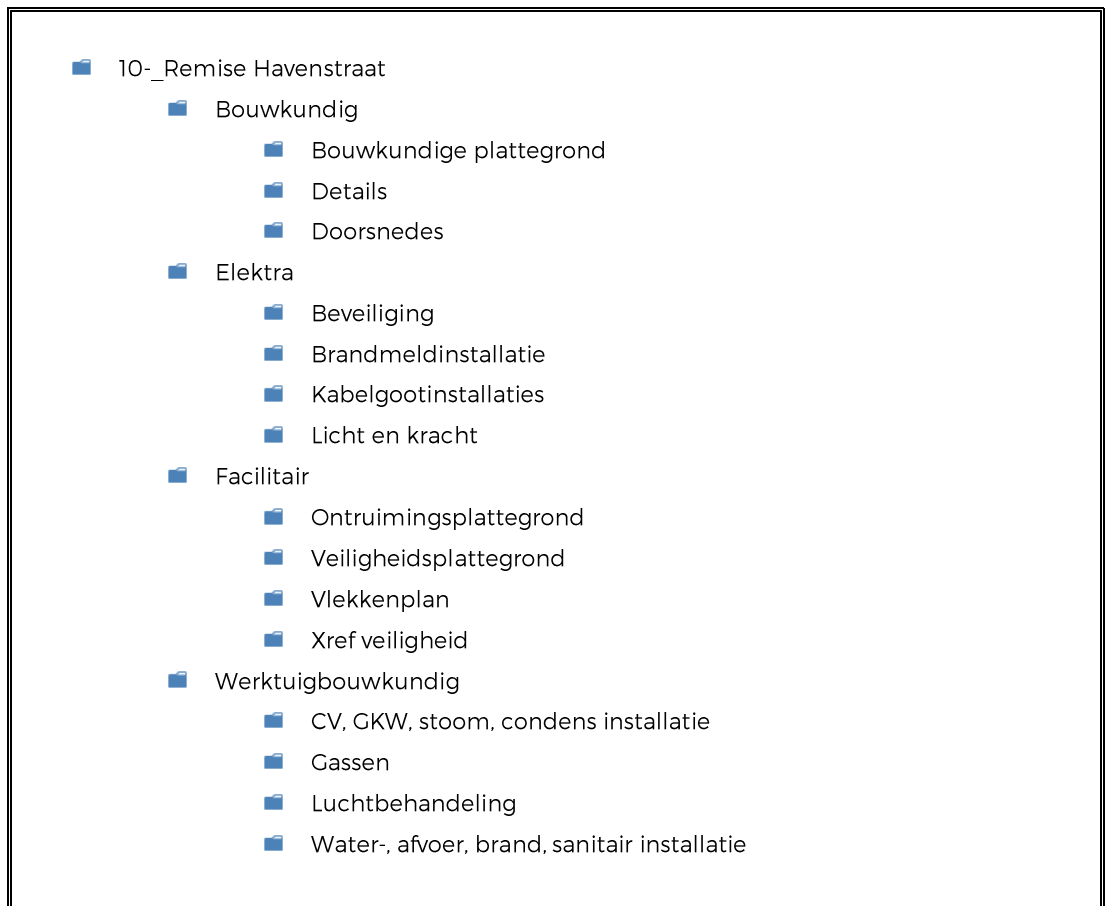 10-_Remise Havenstraat
Bouwkundig
Bouwkundige plattegrond
Details
Doorsnedes
Elektra
Beveiliging
Brandmeldinstallatie
Kabelgootinstallaties
Licht en kracht
Facilitair
Ontruimingsplattegrond
Veiligheidsplattegrond
Vlekkenplan
Xref veiligheid
Werktuigbouwkundig
CV, GKW, stoom, condens installatie
Gassen
Luchtbehandeling
Water-, afvoer, brand, sanitair installatie